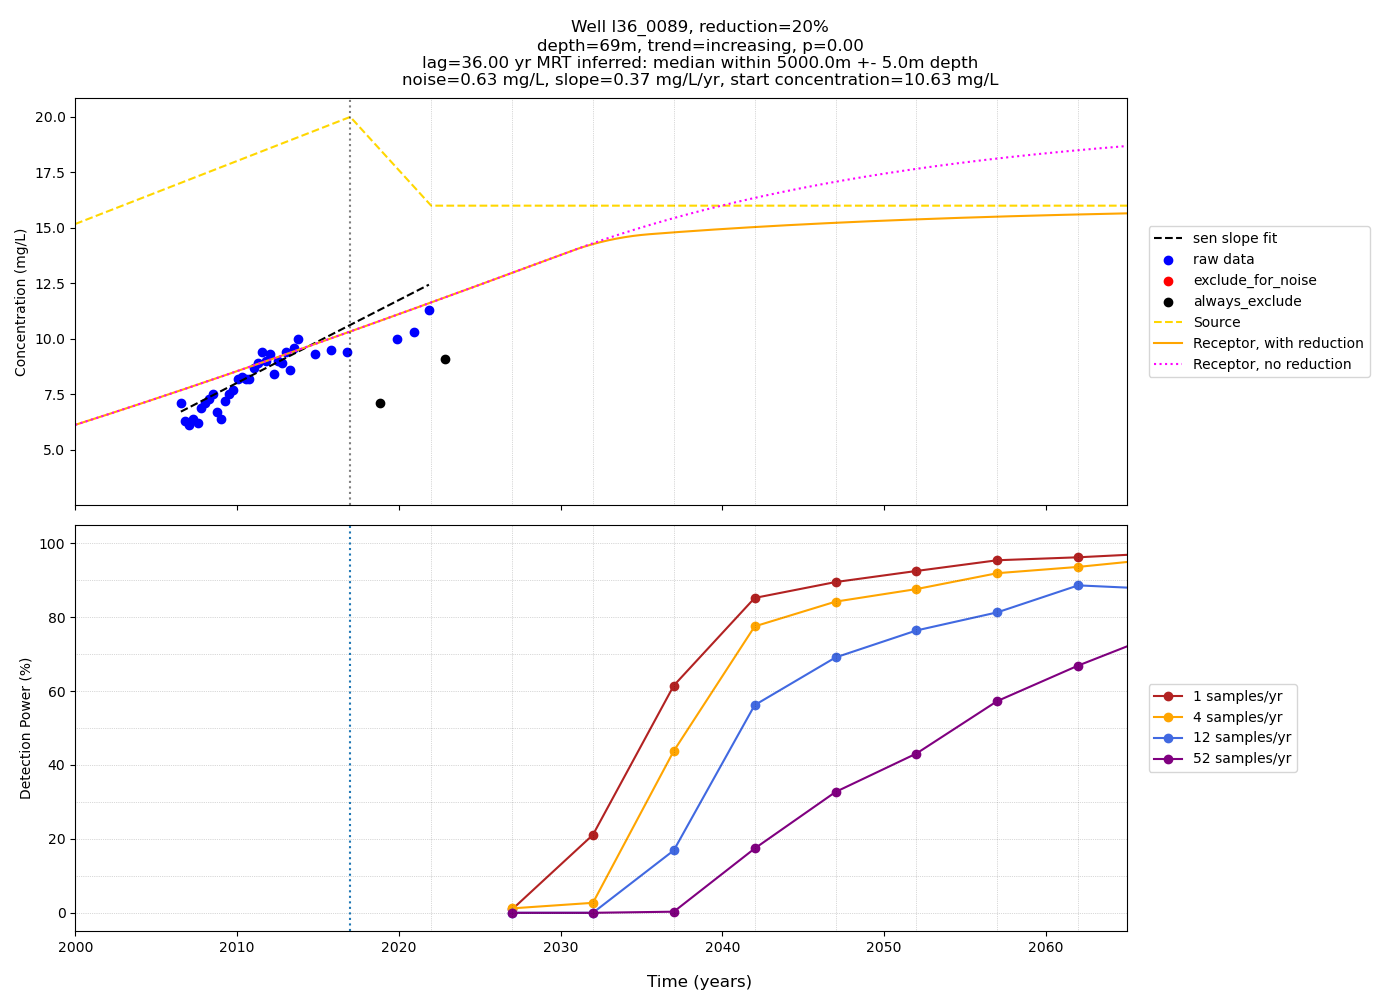 Well l36_0089, reduction=20%
depth=69m, trend=increasing, p=0.00
lag=36.00 yr MRT inferred: median within 5000.0m +- 5.0m depth
noise=0.63 mg/L, slope=0.37 mg/L/yr, start concentration=10.63 mg/L
Concentration (mg/L)
20.0
17.5
15.0
12.5
10.0
7.5
5.0
sen slope fit
raw data
exclude_for_noise
always_exclude
Source
Receptor, with reduction
Receptor, no reduction
Detection Power (%)
100
80
60
40
20
0
1 samples/yr
4 samples/yr
12 samples/yr
52 samples/yr
2000 2010 2020 2030 2040 2050 2060
Time (years)